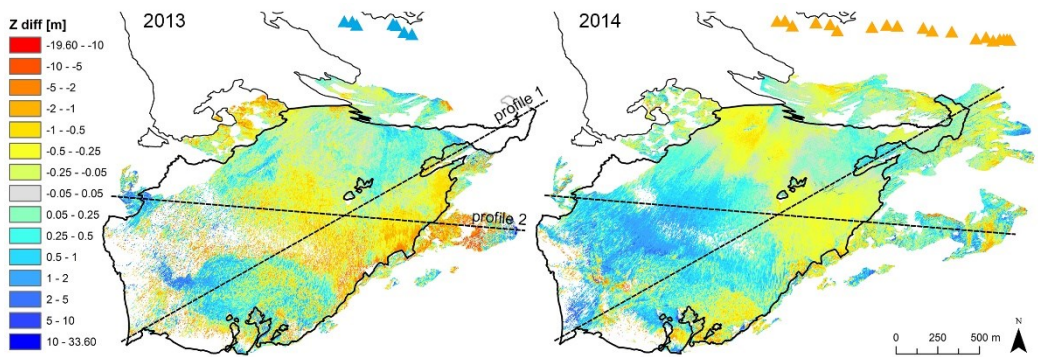 Z diff [m]
-19.60 - -10
-10 - -5
-5 - -2
-2 - -1
-1 - -0.5
-0.5 - -0.25
-0.25 - -0.05
-0.05 - 0.05
0.05 - 0.25
0.25 - 0.5
0.5 - 1
1 - 2
2 - 5
5 - 10
10 - 33.60
2013
profile 1
profile 2
2014
N
0 250 500 m